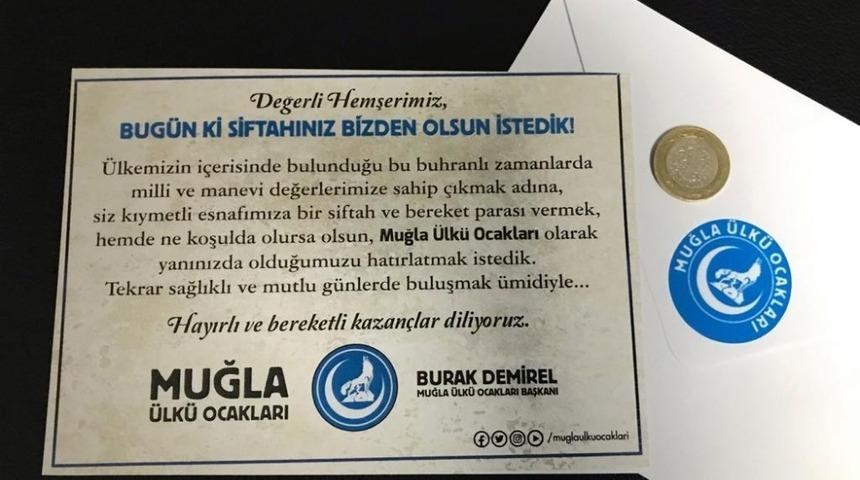 Değerli Hemşerimiz,
BUGÜN Kİ SİFTAHINIZ BİZDEN OLSUN İSTEDİK!
Ülkemizin içerisinde bulunduğu bu buhranlı zamanlarda
milli ve manevi değerlerimize sahip çıkmak adına,
siz kıymetli esnafımıza bir siftah ve bereket parası vermek,
hemde ne koşulda olursa olsun, Muğla Ülkü Ocakları olarak
yanınızda olduğumuzu hatırlatmak istedik.
Tekrar sağlıklı ve mutlu günlerde buluşmak ümidiyle...
Hayırlı ve bereketli kazançlar diliyoruz.
MUĞLA
ÜLKÜ OCAKLARI
BURAK DEMİREL
MUĞLA ÜLKÜ OCAKLARI BAŞKANI
/muglaulkuocaklari
MUĞLA ÜLKÜ OCAKLARI